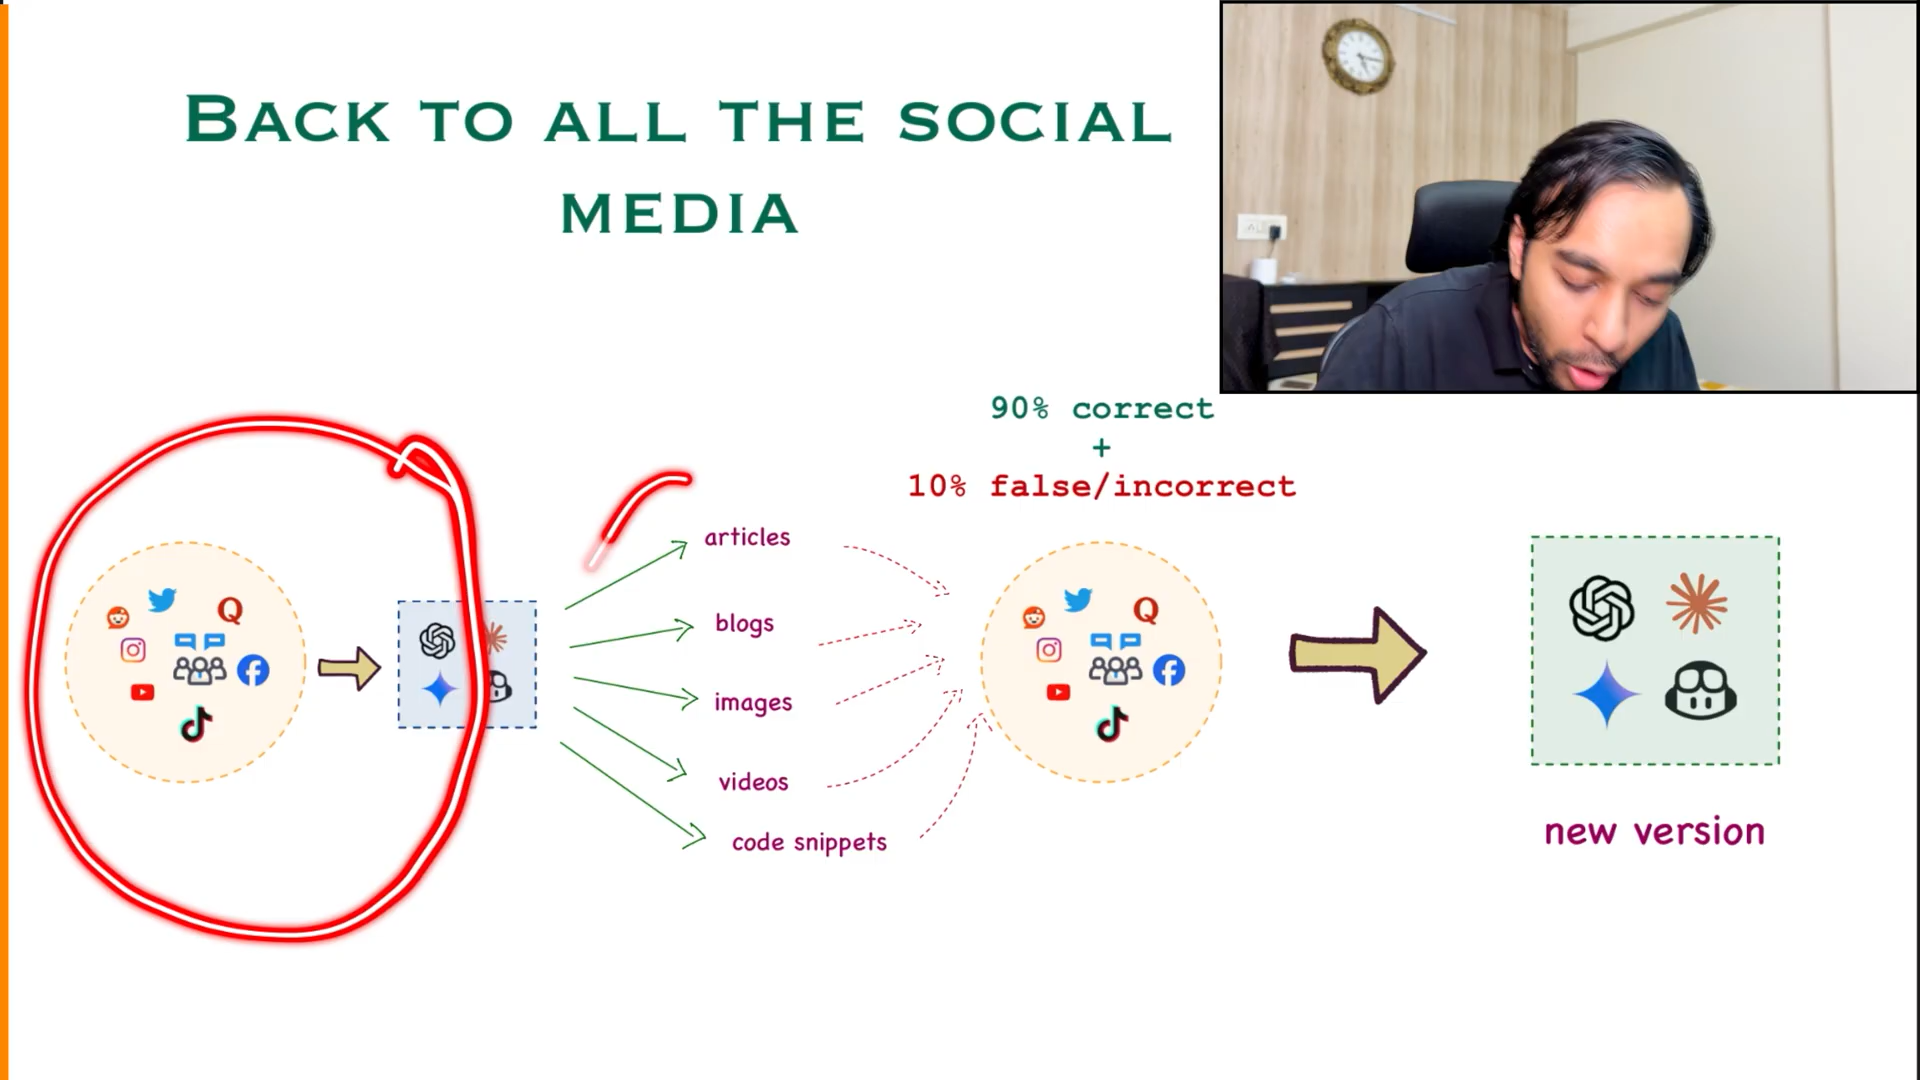 BACK TO ALL THE SOCIAL
MEDIA
90% correct
+
10% false/incorrect
articles
blogs
images
videos
code snippets
new version